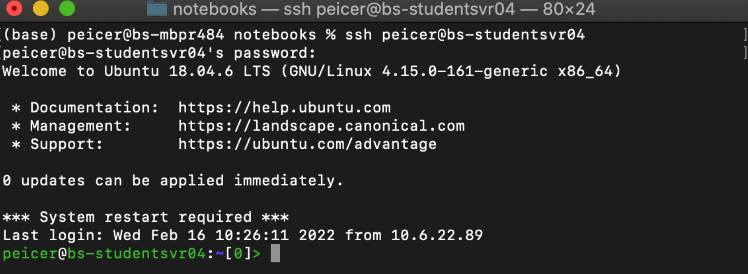 notebooks — ssh peicer@bs-studentsvr04 — 80×24
[(base) peicer@bs-mbpr484 notebooks % ssh peicer@bs-studentsvr04 ]
[peicer@bs-studentsvr04's password: ]
Welcome to Ubuntu 18.04.6 LTS (GNU/Linux 4.15.0-161-generic x86_64)
* Documentation: https://help.ubuntu.com
* Management: https://landscape.canonical.com
* Support: https://ubuntu.com/advantage
0 updates can be applied immediately.
*** System restart required ***
Last login: Wed Feb 16 10:26:11 2022 from 10.6.22.89
peicer@bs-studentsvr04:~[0]>